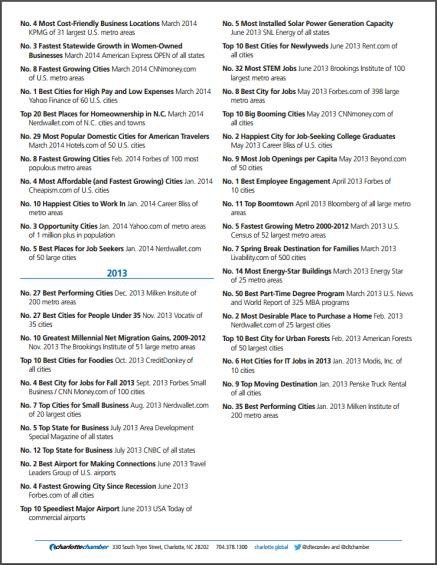 No. 4 Most Cost-Friendly Business Locations March 2014
KPMG of 31 largest U.S. metro areas
No. 3 Fastest Statewide Growth in Women-Owned
Businesses March 2014 American Express OPEN of all states
No. 8 Fastest Growing Cities March 2014 CNNmoney.com
of U.S. metro areas
No. 1 Best Cities for High Pay and Low Expenses March 2014
Yahoo Finance of 60 U.S. cities
Top 20 Best Places for Homeownership in N.C. March 2014
Nerdwallet.com of N.C. cities and towns
No. 29 Most Popular Domestic Cities for American Travelers
March 2014 Hotels.com of 50 U.S. cities
No. 8 Fastest Growing Cities Feb. 2014 Forbes of 100 most
populous metro areas
No. 4 Most Affordable (and Fastest Growing) Cities Jan. 2014
Cheapism.com of U.S. cities
No. 10 Happiest Cities to Work In Jan. 2014 Career Bliss of
metro areas
No. 3 Opportunity Cities Jan. 2014 Yahoo.com of metro areas
of 1 million plus in population
No. 5 Best Places for Job Seekers Jan. 2014 Nerdwallet.com
of 50 large cities
2013
No. 27 Best Performing Cities Dec. 2013 Milken Insitute of
200 metro areas
No. 27 Best Cities for People Under 35 Nov. 2013 Vocativ of
35 cities
No. 10 Greatest Millennial Net Migration Gains, 2009-2012
Nov. 2013 The Brookings Institute of 51 large metro areas
Top 10 Best Cities for Foodies Oct. 2013 CreditDonkey of
all cities
No. 4 Best City for Jobs for Fall 2013 Sept. 2013 Forbes Small
Business / CNN Money.com of 100 cities
No. 7 Top Cities for Small Business Aug. 2013 Nerdwallet.com
of 20 largest cities
No. 5 Top State for Business July 2013 Area Development
Special Magazine of all states
No. 12 Top State for Business July 2013 CNBC of all states
No. 2 Best Airport for Making Connections June 2013 Travel
Leaders Group of U.S. airports
No. 4 Fastest Growing City Since Recession June 2013
Forbes.com of all cities
Top 10 Speediest Major Airport June 2013 USA Today of
commercial airports
No. 5 Most Installed Solar Power Generation Capacity
June 2013 SNL Energy of all states
Top 10 Best Cities for Newlyweds June 2013 Rent.com of
all cities
No. 32 Most STEM Jobs June 2013 Brookings Institute of 100
largest metro areas
No. 8 Best City for Jobs May 2013 Forbes.com of 398 large
metro areas
Top 10 Big Booming Cities May 2013 CNNmoney.com of
all cities
No. 2 Happiest City for Job-Seeking College Graduates
May 2013 Career Bliss of U.S. cities
No. 9 Most Job Openings per Capita May 2013 Beyond.com
of 50 cities
No. 1 Best Employee Engagement April 2013 Forbes of
10 cities
No. 11 Top Boomtown April 2013 Bloomberg of all large metro
areas
No. 5 Fastest Growing Metro 2000-2012 March 2013 U.S.
Census of 52 largest metro areas
No. 7 Spring Break Destination for Families March 2013
Livability.com of 500 cities
No. 14 Most Energy-Star Buildings March 2013 Energy Star
of 25 metro areas
No. 50 Best Part-Time Degree Program March 2013 U.S. News
and World Report of 325 MBA programs
No. 2 Most Desirable Place to Purchase a Home Feb. 2013
Nerdwallet.com of 25 largest cities
Top 10 Best City for Urban Forests Feb. 2013 American Forests
of 50 largest cities
No. 6 Hot Cities for IT Jobs in 2013 Jan. 2013 Modis, Inc. of
10 cities
No. 9 Top Moving Destination Jan. 2013 Penske Truck Rental
of all cities
No. 35 Best Performing Cities Jan. 2013 Milken Institute of
200 metro areas
charlottechamber 330 South Tryon Street, Charlotte, NC 28202 704.378.1300 charlotte.global @cltecondev and @cltchamber